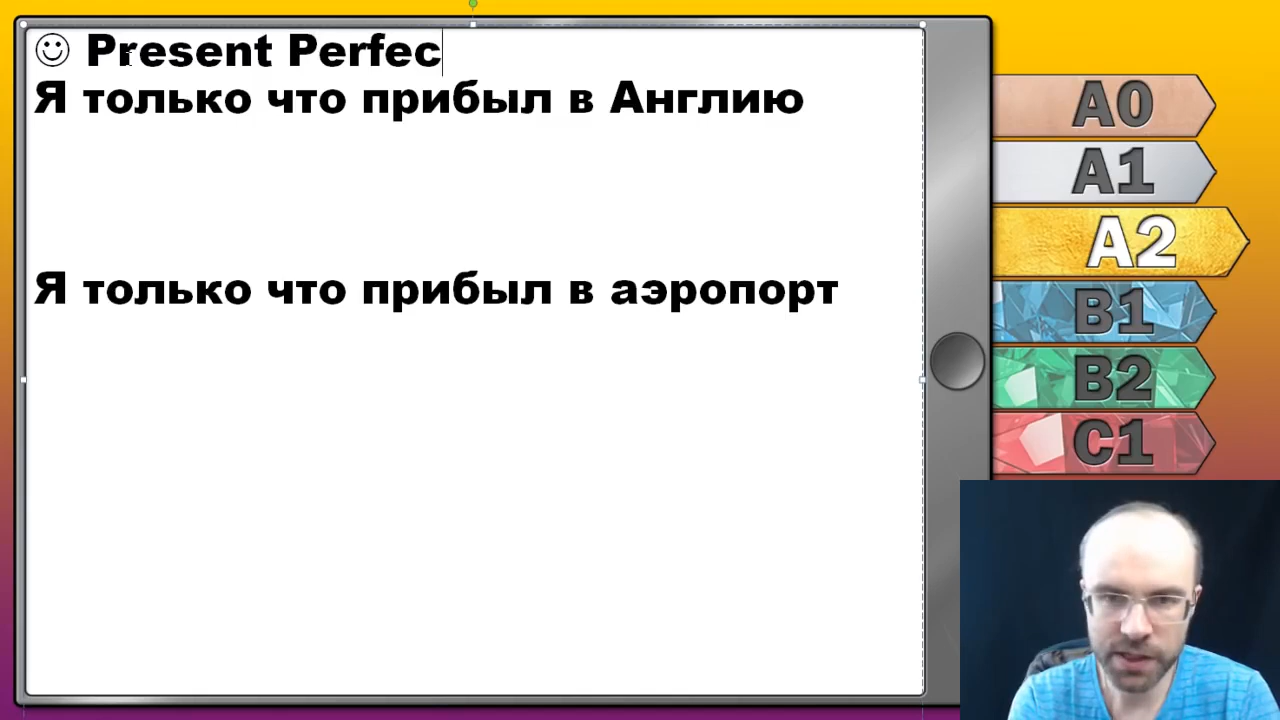 ☺ Present Perfec
Я только что прибыл в Англию
Я только что прибыл в аэропорт
A0
A1
A2
B1
B2
C1